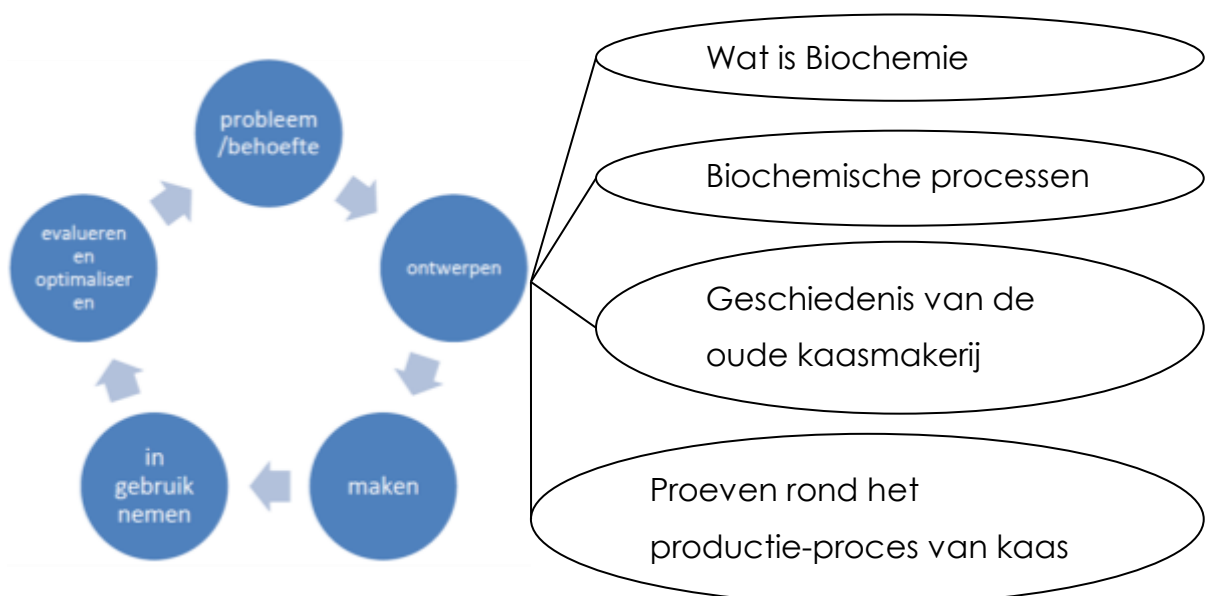 probleem
/behoefte
ontwerpen
maken
in
gebruik
nemen
evalueren
en
optimaliser
en
Wat is Biochemie
Biochemische processen
Geschiedenis van de
oude kaasmakerij
Proeven rond het
productie-proces van kaas